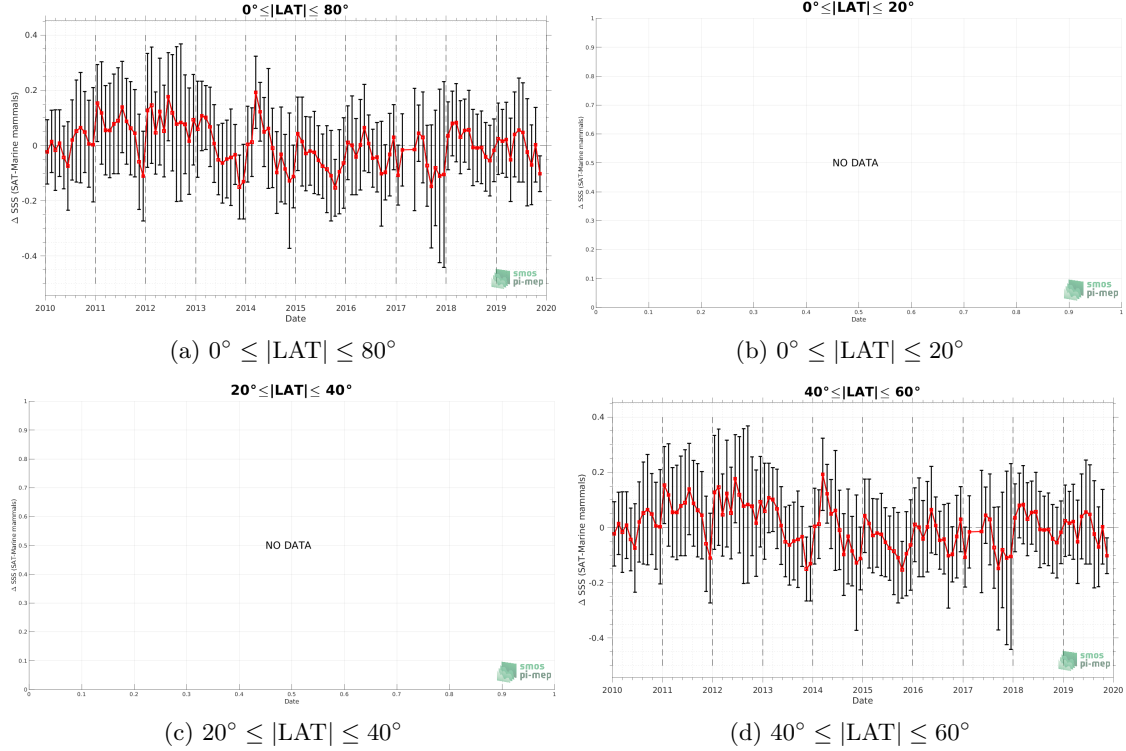 0°≤|LAT|≤ 80°
Δ SSS (SAT-Marine mammals)
0.4
0.2
0
-0.2
-0.4
2010 2011 2012 2013 2014 2015 2016 2017 2018 2019 2020
Date
smos
pi-mep
(a) 0° ≤ |LAT| ≤ 80°
0°≤|LAT|≤ 20°
Δ SSS (SAT-Marine mammals)
1
0.9
0.8
0.7
0.6
0.5
0.4
0.3
0.2
0.1
0
NO DATA
0 0.1 0.2 0.3 0.4 0.5 0.6 0.7 0.8 0.9 1
Date
smos
pi-mep
(b) 0° ≤ |LAT| ≤ 20°
20°≤|LAT|≤ 40°
Δ SSS (SAT-Marine mammals)
1
0.9
0.8
0.7
0.6
0.5
0.4
0.3
0.2
0.1
0
NO DATA
0 0.1 0.2 0.3 0.4 0.5 0.6 0.7 0.8 0.9 1
Date
smos
pi-mep
(c) 20° ≤ |LAT| ≤ 40°
40°≤|LAT|≤ 60°
Δ SSS (SAT-Marine mammals)
0.4
0.2
0
-0.2
-0.4
2010 2011 2012 2013 2014 2015 2016 2017 2018 2019 2020
Date
smos
pi-mep
(d) 40° ≤ |LAT| ≤ 60°